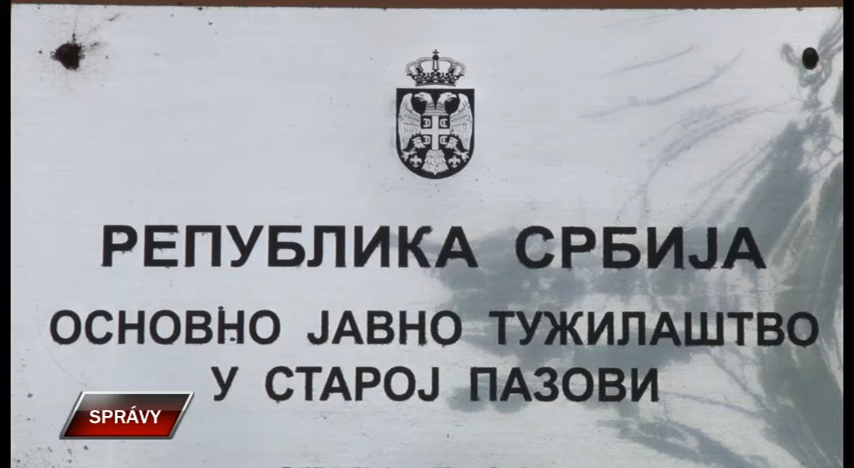 РЕПУБЛИКА СРБИЈА
ОСНОВНО ЈАВНО ТУЖИЛАШТВО
У СТАРОЈ ПАЗОВИ
SPRÁVY